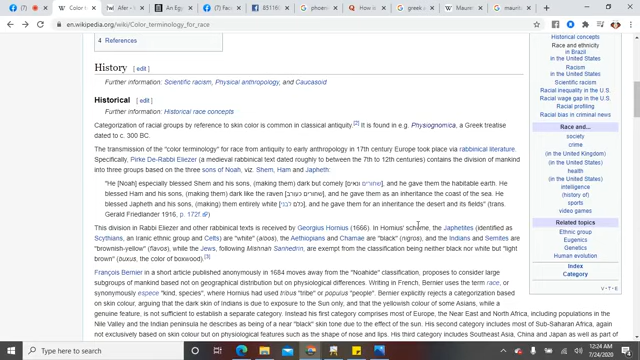 Color t
Afer -
An Eg
Faceb
851160
phoen
How is
greek a
Maure
mauri
en.wikipedia.org/wiki/Color_terminology_for_race
4 References
History [ edit ]
Further information: Scientific racism, Physical anthropology, and Caucasoid
Historical [ edit ]
Further information: Historical race concepts
Categorization of racial groups by reference to skin color is common in classical antiquity.[2] It is found in e.g. Physiognomica, a Greek treatise
dated to c. 300 BC.
The transmission of the "color terminology" for race from antiquity to early anthropology in 17th century Europe took place via rabbinical literature.
Specifically, Pirke De-Rabbi Eliezer (a medieval rabbinical text dated roughly to between the 7th to 12th centuries) contains the division of mankind
into three groups based on the three sons of Noah, viz. Shem, Ham and Japheth:
"He [Noah] especially blessed Shem and his sons, (making them) dark but comely [שחורים ונאים], and he gave them the habitable earth. He
blessed Ham and his sons, (making them) dark like the raven [שחורים כעורב], and he gave them as an inheritance the coast of the sea. He
blessed Japheth and his sons, (making) them entirely white [כלם לבני], and he gave them for an inheritance the desert and its fields" (trans.
Gerald Friedlander 1916, p. 172f.)
This division in Rabbi Eliezer and other rabbinical texts is received by Georgius Hornius (1666). In Hornius' scheme, the Japhetites (identified as
Scythians, an Iranic ethnic group and Celts) are "white" (albos), the Aethiopians and Chamae are "black" (nigros), and the Indians and Semites are
"brownish-yellow" (flavos), while the Jews, following Mishnah Sanhedrin, are exempt from the classification being neither black nor white but "light
brown" (buxus, the color of boxwood).[3]
François Bernier in a short article published anonymously in 1684 moves away from the "Noahide" classification, proposes to consider large
subgroups of mankind based not on geographical distribution but on physiological differences. Writing in French, Bernier uses the term race, or
synonymously espece "kind, species", where Hornius had used tribus "tribe" or populus "people". Bernier explicitly rejects a categorization based
on skin colour, arguing that the dark skin of Indians is due to exposure to the Sun only, and that the yellowish colour of some Asians, while a
genuine feature, is not sufficient to establish a separate category. Instead his first category comprises most of Europe, the Near East and North Africa, including populations in the
Nile Valley and the Indian peninsula he describes as being of a near "black" skin tone due to the effect of the sun. His second category includes most of Sub-Saharan Africa, again
not exclusively based on skin colour but on physiological features such as the shape of nose and lips. His third category includes Southeast Asia, China and Japan as well as part of
Historical concepts
Race and ethnicity
in Brazil
in the United States
Racism
in the United States
Scientific racism
Racial inequality in the U.S.
Racial wage gap in the U.S.
Racial profiling
Racial bias in criminal news
Race and...
society
crime
(in the United Kingdom)
(in the United States)
health
(in the United States)
intelligence
(history of)
sports
video games
Related topics
Ethnic group
Eugenics
Genetics
Human evolution
Index
Category
V·T·E
Type here to search
12:24 AM
7/24/2020